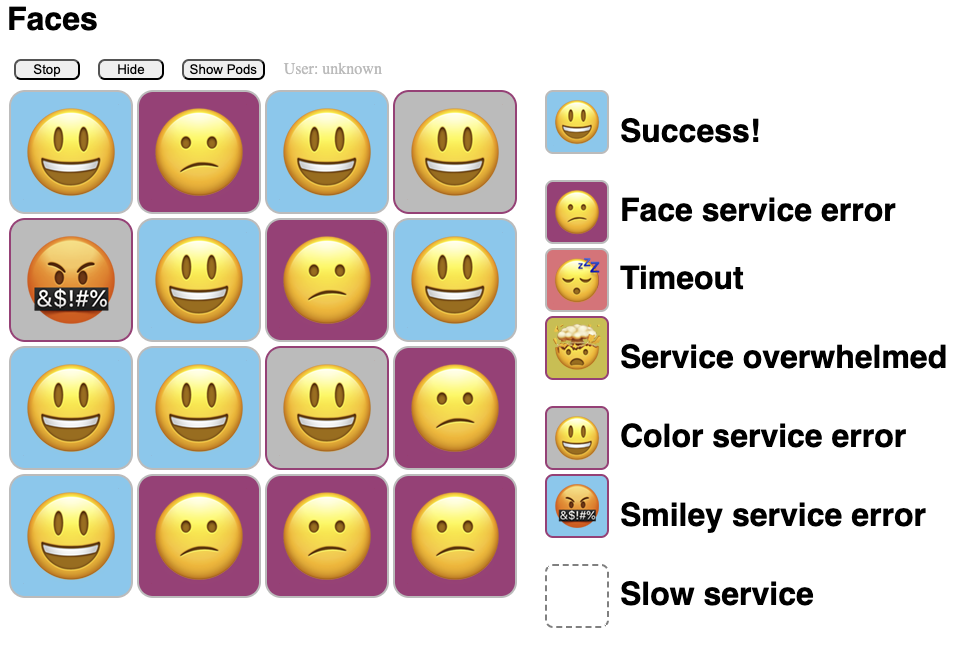 Faces
Stop Hide Show Pods User: unknown
Success!
Face service error
zzZ
Timeout
Service overwhelmed
&$!#%
Color service error
&$!#%
Smiley service error
Slow service